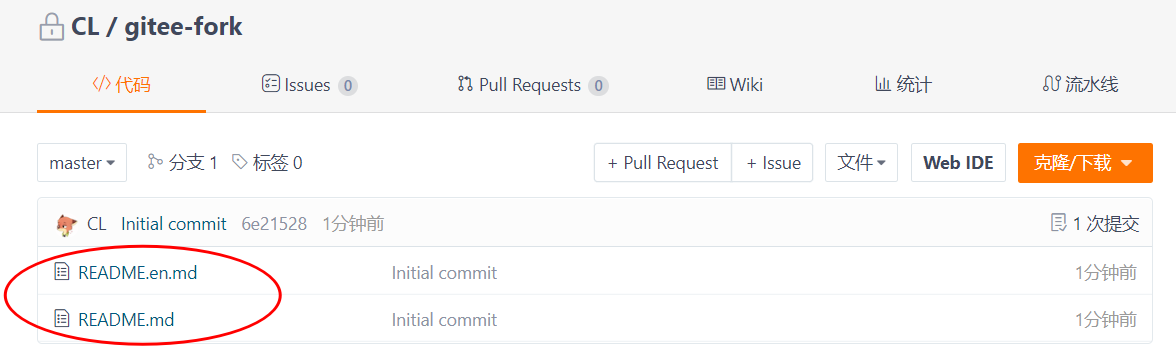 CL / gitee-fork
代码 Issues 0 Pull Requests 0 Wiki 统计 流水线
master 分支 1 标签 0 + Pull Request + Issue 文件 Web IDE 克隆/下载
CL Initial commit 6e21528 1分钟前 1 次提交
README.en.md Initial commit 1分钟前
README.md Initial commit 1分钟前